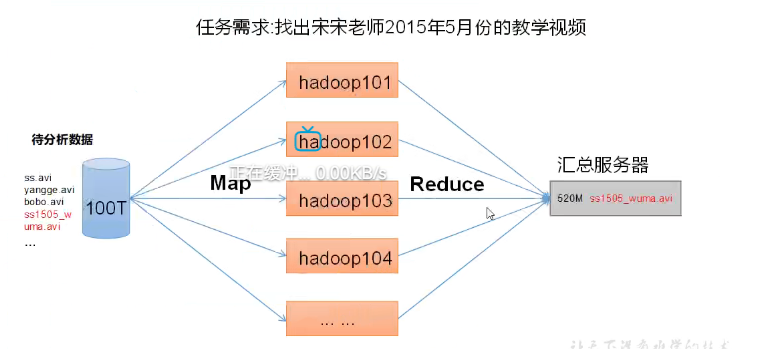 任务需求:找出宋宋老师2015年5月份的教学视频
hadoop101
待分析数据
hadoop102
汇总服务器
正在缓冲... 0.00KB/s
ss.avi
yangge.avi
bobo.avi
ss1505_w
uma.avi
...
100T
Map
Reduce
hadoop103
520M ss1505_wuma.avi
hadoop104
... ...